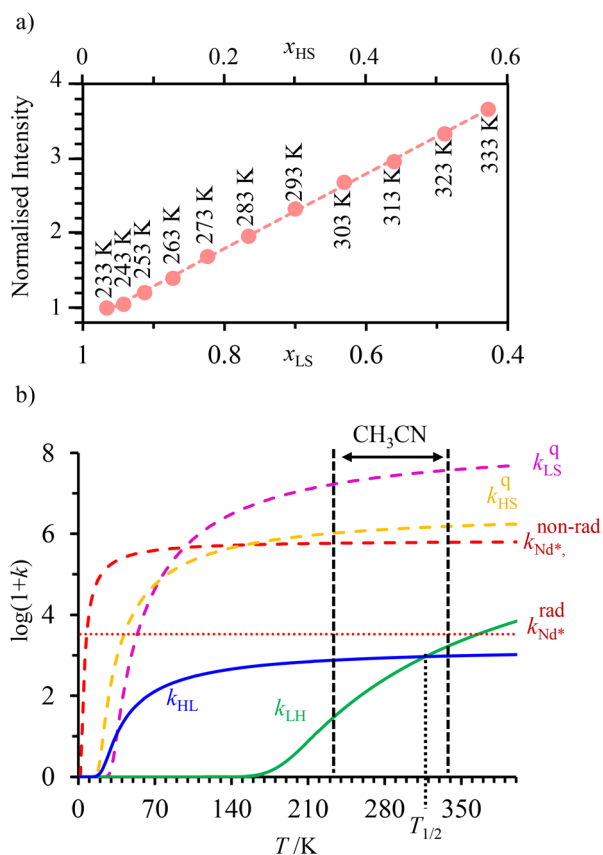 a)
x_HS
0 0.2 0.4 0.6
Normalised Intensity
4
3
2
1
233 K
243 K
253 K
263 K
273 K
283 K
293 K
303 K
313 K
323 K
333 K
1 0.8 0.6 0.4
x_LS
b)
CH₃CN
log(1+k)
8
6
4
2
0
k_LS^q
k_HS^q
k_Nd*,^non-rad
k_Nd*^rad
k_HL
k_LH
0 70 140 210 280 350
T_1/2
T /K